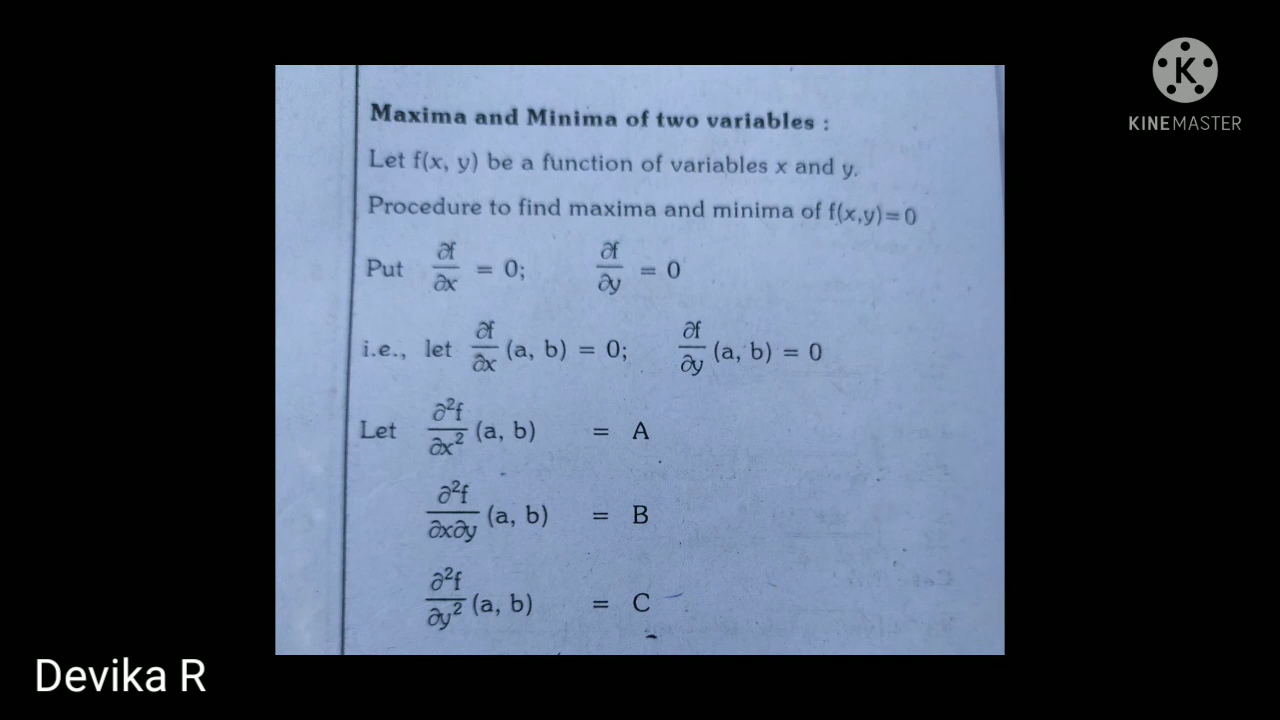 Maxima and Minima of two variables :
Let f(x, y) be a function of variables x and y.
Procedure to find maxima and minima of f(x,y)=0
Put ∂f/∂x = 0; ∂f/∂y = 0
i.e., let ∂f/∂x (a, b) = 0; ∂f/∂y (a, b) = 0
Let ∂²f/∂x² (a, b) = A
∂²f/∂x∂y (a, b) = B
∂²f/∂y² (a, b) = C
K
KINEMASTER
Devika R